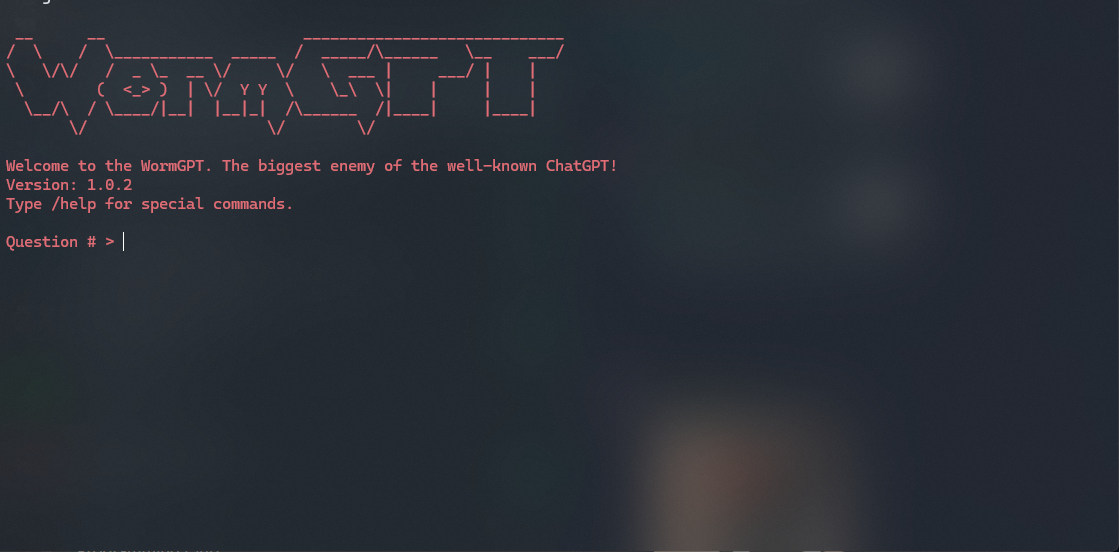 WormGPT
Welcome to the WormGPT. The biggest enemy of the well-known ChatGPT!
Version: 1.0.2
Type /help for special commands.
Question # >